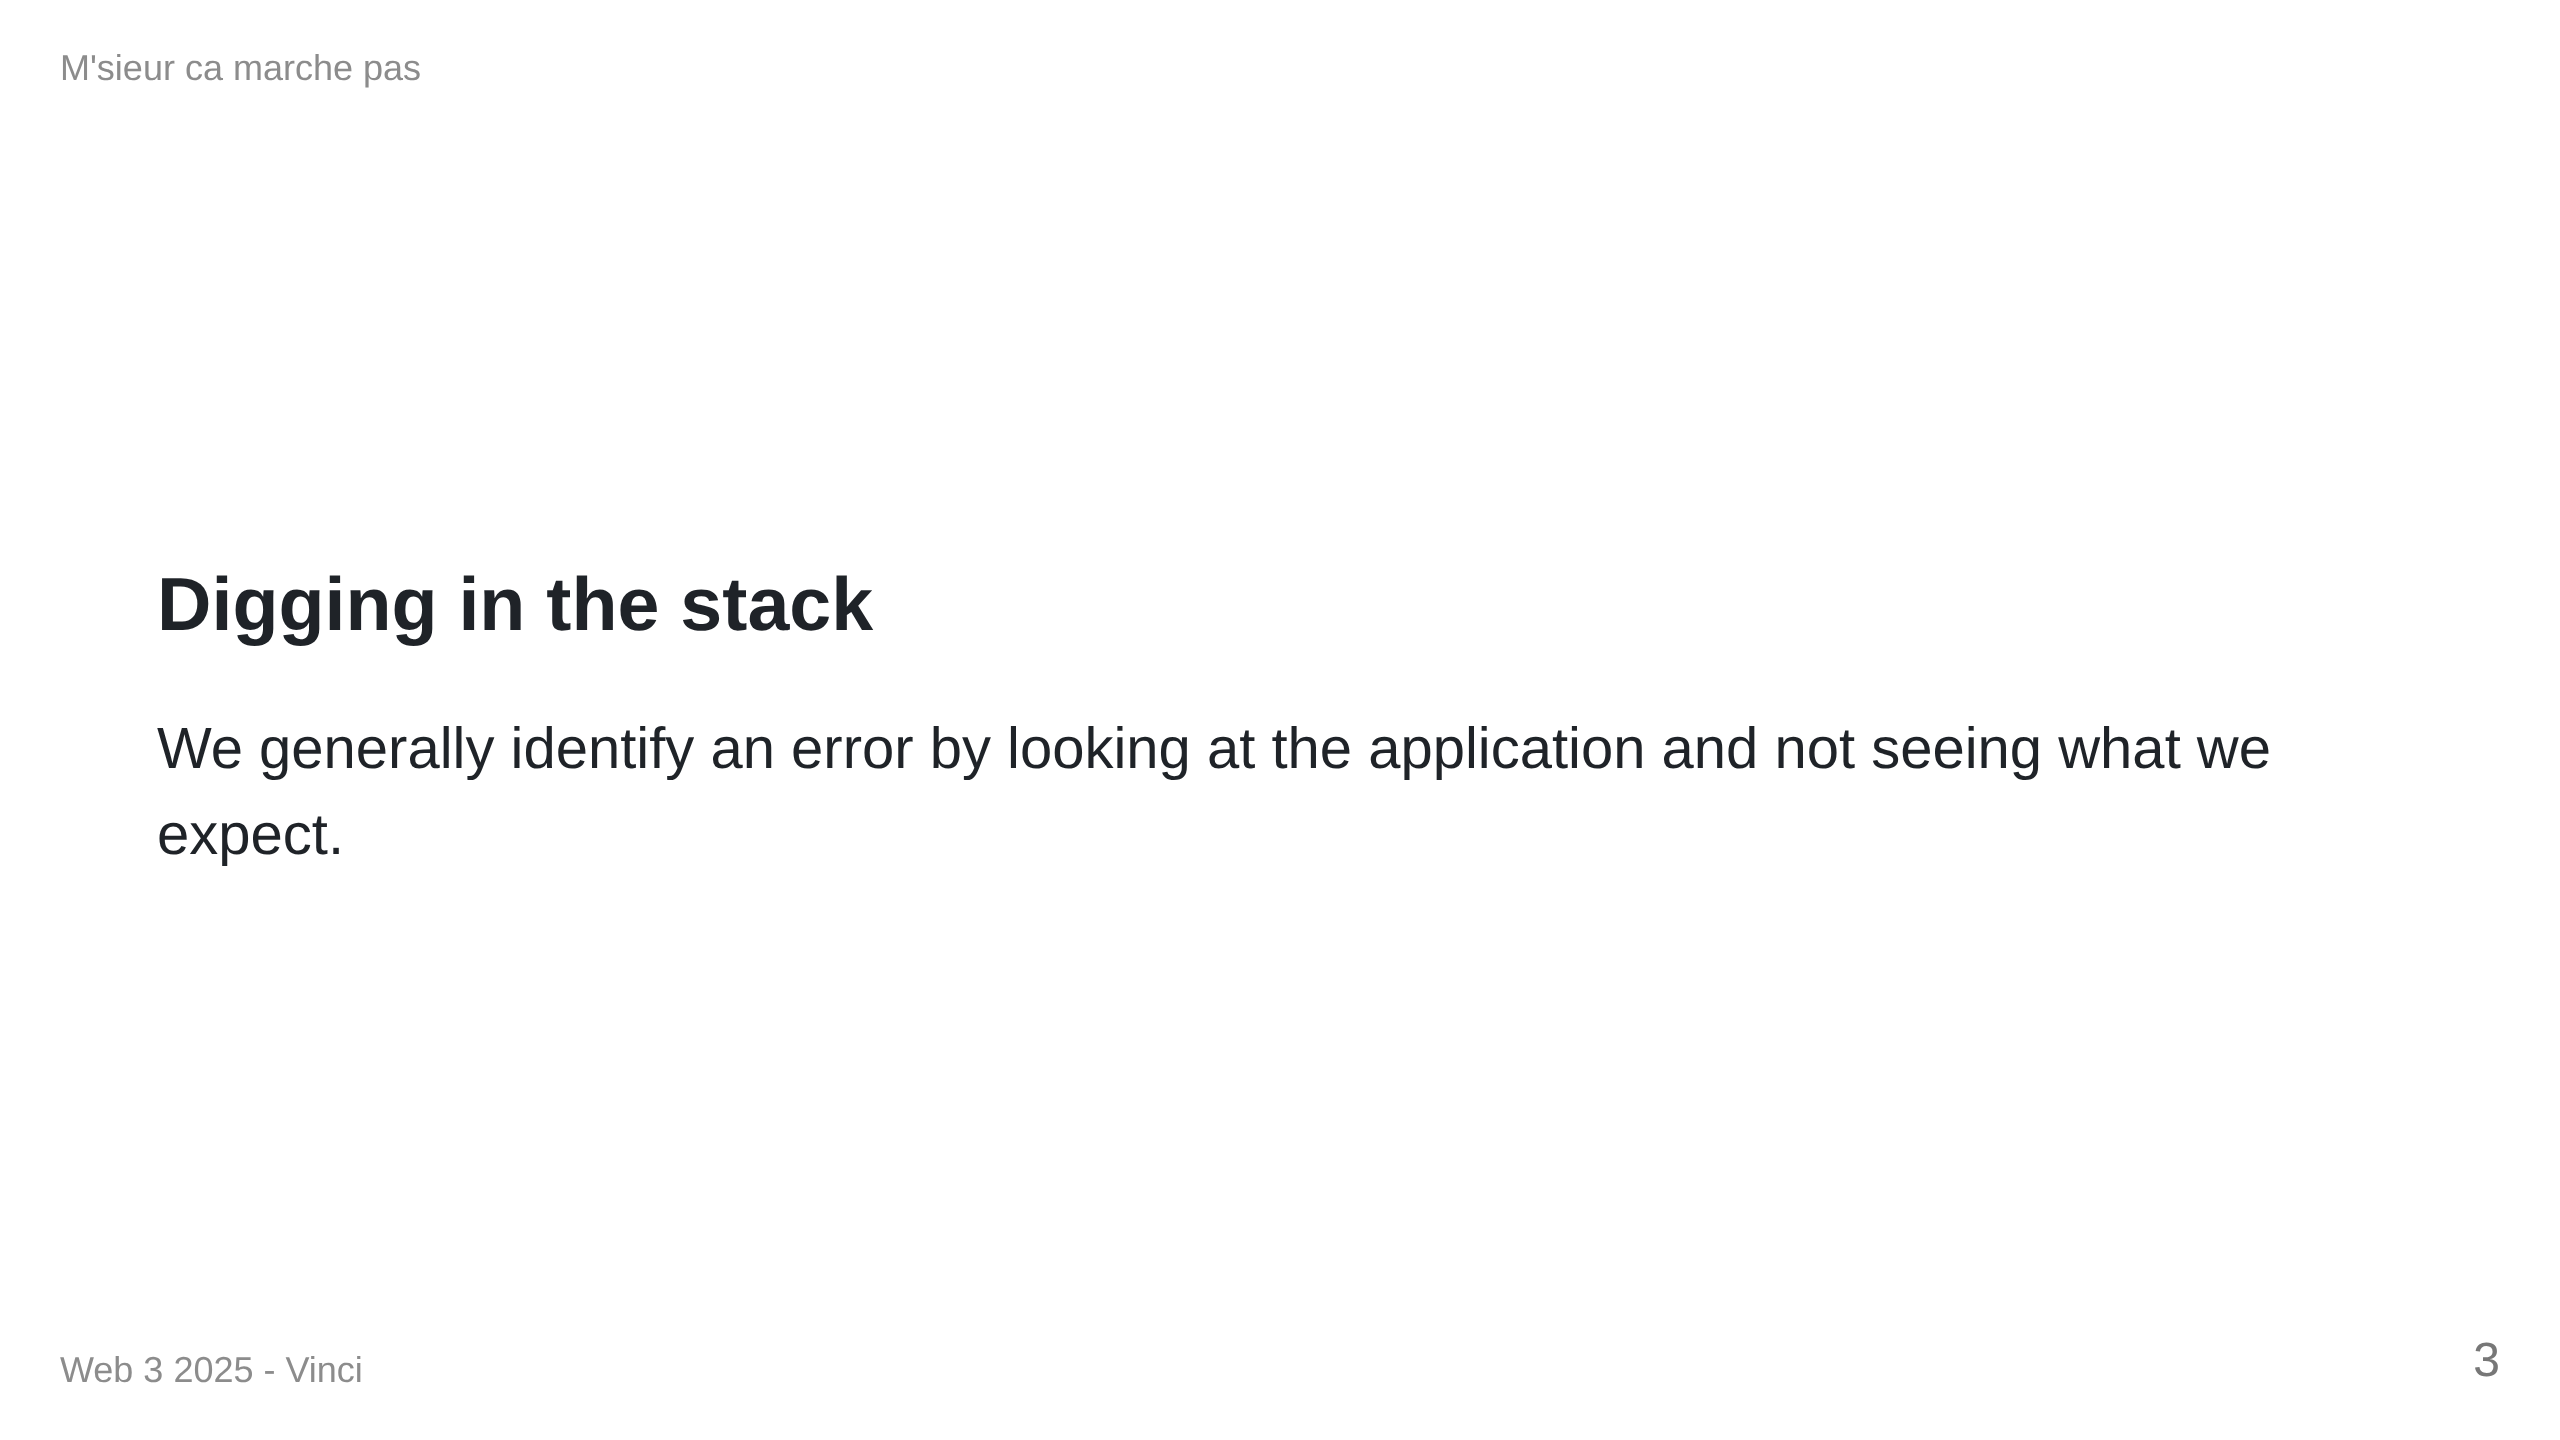 M'sieur ca marche pas
Digging in the stack
We generally identify an error by looking at the application and not seeing what we
expect.
Web 3 2025 - Vinci
3